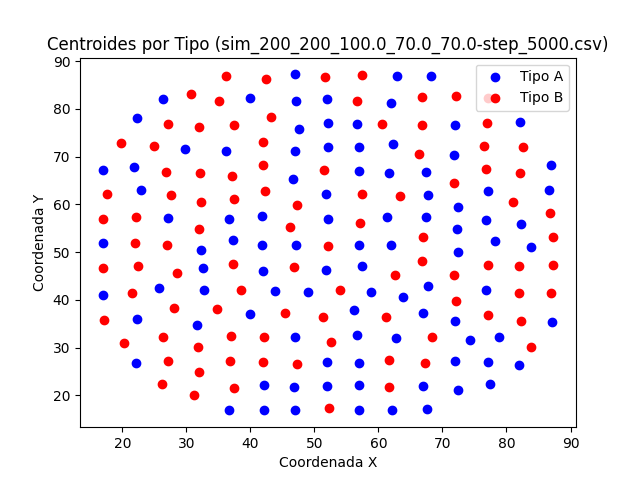 Centroides por Tipo (sim_200_200_100.0_70.0_70.0-step_5000.csv)
Tipo A
Tipo B
90
80
70
60
50
40
30
20
Coordenada Y
20 30 40 50 60 70 80 90
Coordenada X